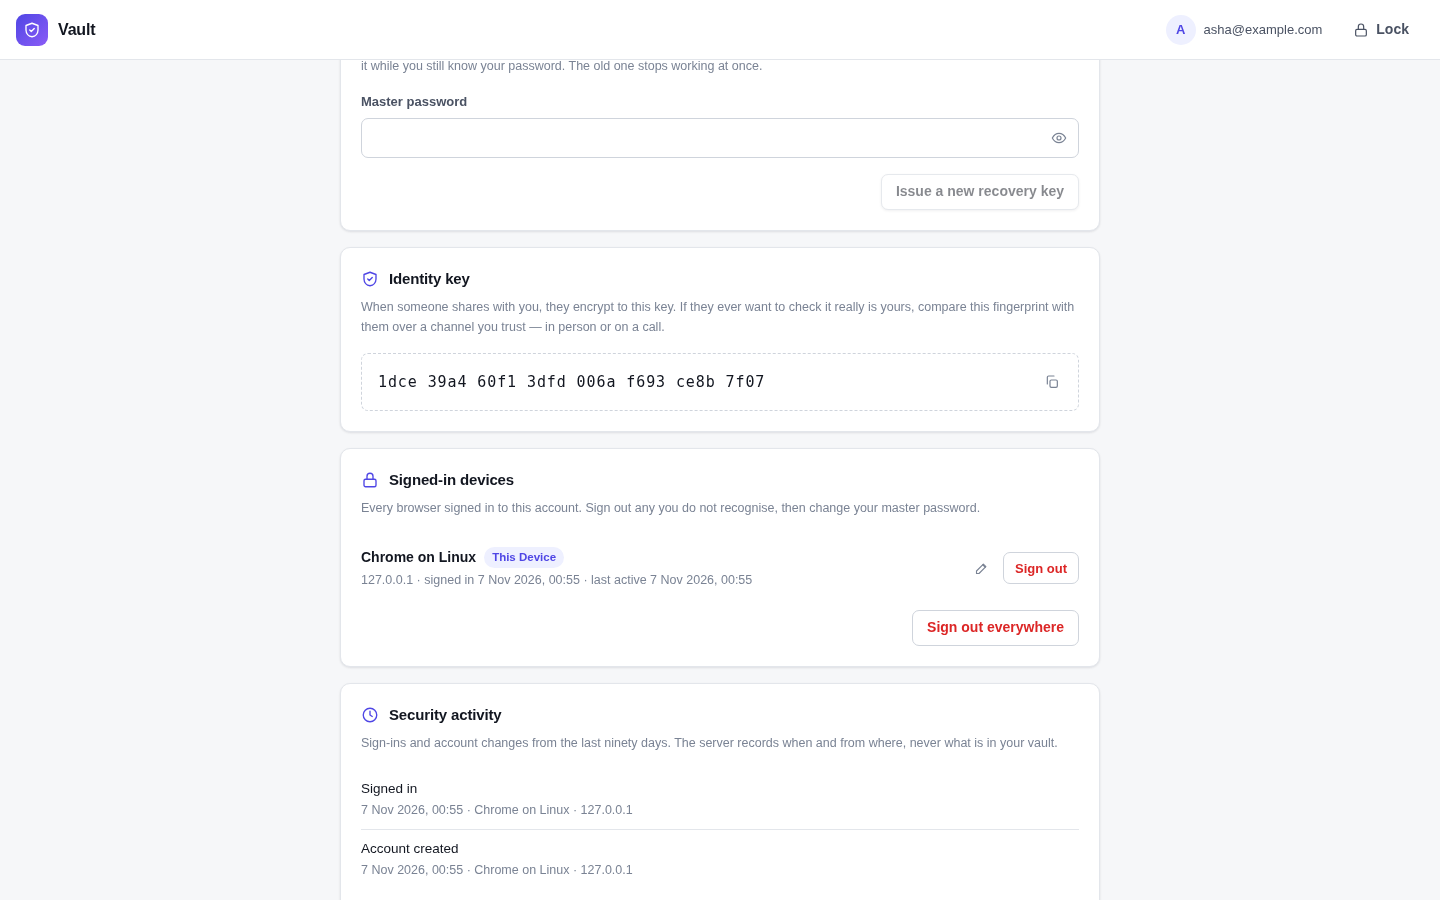 Vault
A
asha@example.com
Lock
it while you still know your password. The old one stops working at once.
Master password
Issue a new recovery key
Identity key
When someone shares with you, they encrypt to this key. If they ever want to check it really is yours, compare this fingerprint with
them over a channel you trust — in person or on a call.
1dce 39a4 60f1 3dfd 006a f693 ce8b 7f07
Signed-in devices
Every browser signed in to this account. Sign out any you do not recognise, then change your master password.
Chrome on Linux This Device
127.0.0.1 · signed in 7 Nov 2026, 00:55 · last active 7 Nov 2026, 00:55
Sign out
Sign out everywhere
Security activity
Sign-ins and account changes from the last ninety days. The server records when and from where, never what is in your vault.
Signed in
7 Nov 2026, 00:55 · Chrome on Linux · 127.0.0.1
Account created
7 Nov 2026, 00:55 · Chrome on Linux · 127.0.0.1